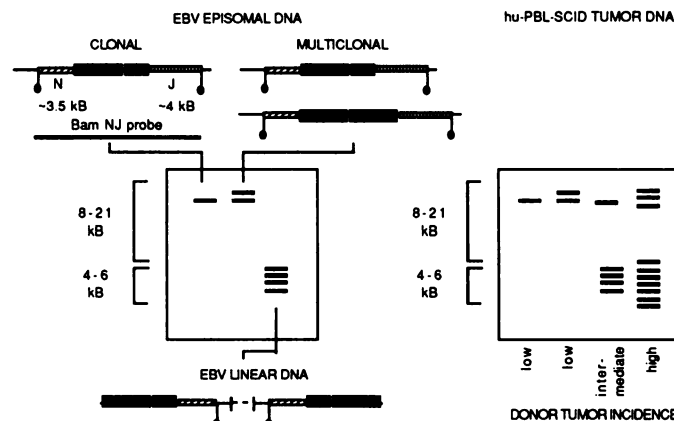 EBV EPISOMAL DNA
CLONAL
MULTICLONAL
N
J
~3.5 kB
~4 kB
Bam NJ probe
8-21
kB
4-6
kB
EBV LINEAR DNA
hu-PBL-SCID TUMOR DNA
8-21
kB
4-6
kB
low
low
inter-
mediate
high
DONOR TUMOR INCIDENCE